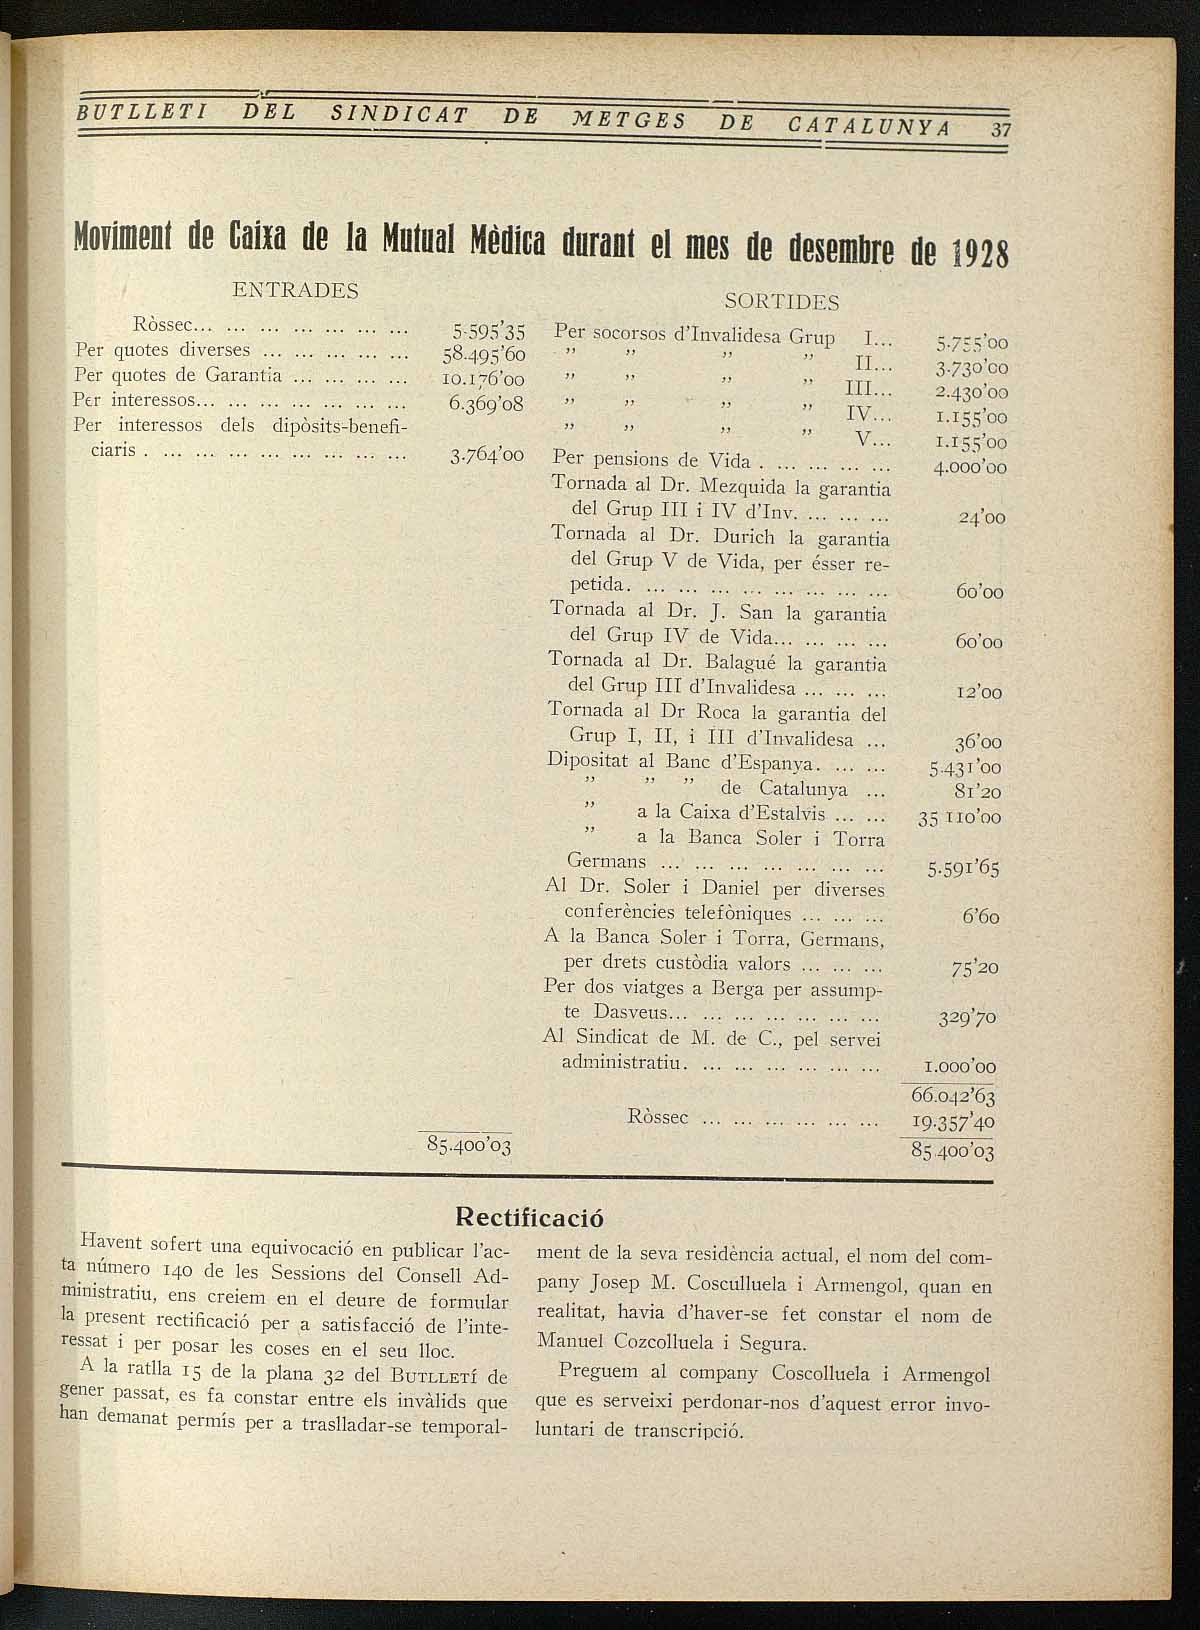 BUTLLETI DEL SINDICAT DE METGES DE CATALUNYA 37
Moviment de Caixa de la Mutual Mèdica durant el mes de desembre de 1928
ENTRADES
Ròssec... ... ... ... ... ... ... 5.595'35
Per quotes diverses ... ... ... ... ... 58.495'60
Per quotes de Garantia ... ... ... ... 10.176'00
Per interessos... ... ... ... ... ... ... 6.369'08
Per interessos dels dipòsits-benefi-
ciaris . ... ... ... ... ... ... ... ... 3.764'00
85.400'03
SORTIDES
Per socorsos d'Invalidesa Grup I... 5.755'00
" " " " II... 3.730'00
" " " " III... 2.430'00
" " " " IV... 1.155'00
" " " " V... 1.155'00
Per pensions de Vida . ... ... ... ... 4.000'00
Tornada al Dr. Mezquida la garantia
del Grup III i IV d'Inv. ... ... ... 24'00
Tornada al Dr. Durich la garantia
del Grup V de Vida, per ésser re-
petida. ... ... ... ... ... ... ... ... 60'00
Tornada al Dr. J. San la garantia
del Grup IV de Vida... ... ... ... 60'00
Tornada al Dr. Balagué la garantia
del Grup III d'Invalidesa ... ... ... 12'00
Tornada al Dr Roca la garantia del
Grup I, II, i III d'Invalidesa ... 36'00
Dipositat al Banc d'Espanya. ... ... 5.431'00
" " " de Catalunya ... 81'20
" a la Caixa d'Estalvis ... ... 35 110'00
" a la Banca Soler i Torra
Germans ... ... ... ... ... ... ... 5.591'65
Al Dr. Soler i Daniel per diverses
conferències telefòniques ... ... ... 6'60
A la Banca Soler i Torra, Germans,
per drets custòdia valors ... ... ... 75'20
Per dos viatges a Berga per assump-
te Dasveus... ... ... ... ... ... ... 329'70
Al Sindicat de M. de C., pel servei
administratiu. ... ... ... ... ... ... 1.000'00
66.042'63
Ròssec ... ... ... ... ... ... 19.357'40
85.400'03
Rectificació
Havent sofert una equivocació en publicar l'ac-
ta número 140 de les Sessions del Consell Ad-
ministratiu, ens creiem en el deure de formular
la present rectificació per a satisfacció de l'inte-
ressat i per posar les coses en el seu lloc.
A la ratlla 15 de la plana 32 del BUTLLETÍ de
gener passat, es fa constar entre els invàlids que
han demanat permís per a traslladar-se temporal-
ment de la seva residència actual, el nom del com-
pany Josep M. Cosculluela i Armengol, quan en
realitat, havia d'haver-se fet constar el nom de
Manuel Cozcolluela i Segura.
Preguem al company Coscolluela i Armengol
que es serveixi perdonar-nos d'aquest error invo-
luntari de transcripció.